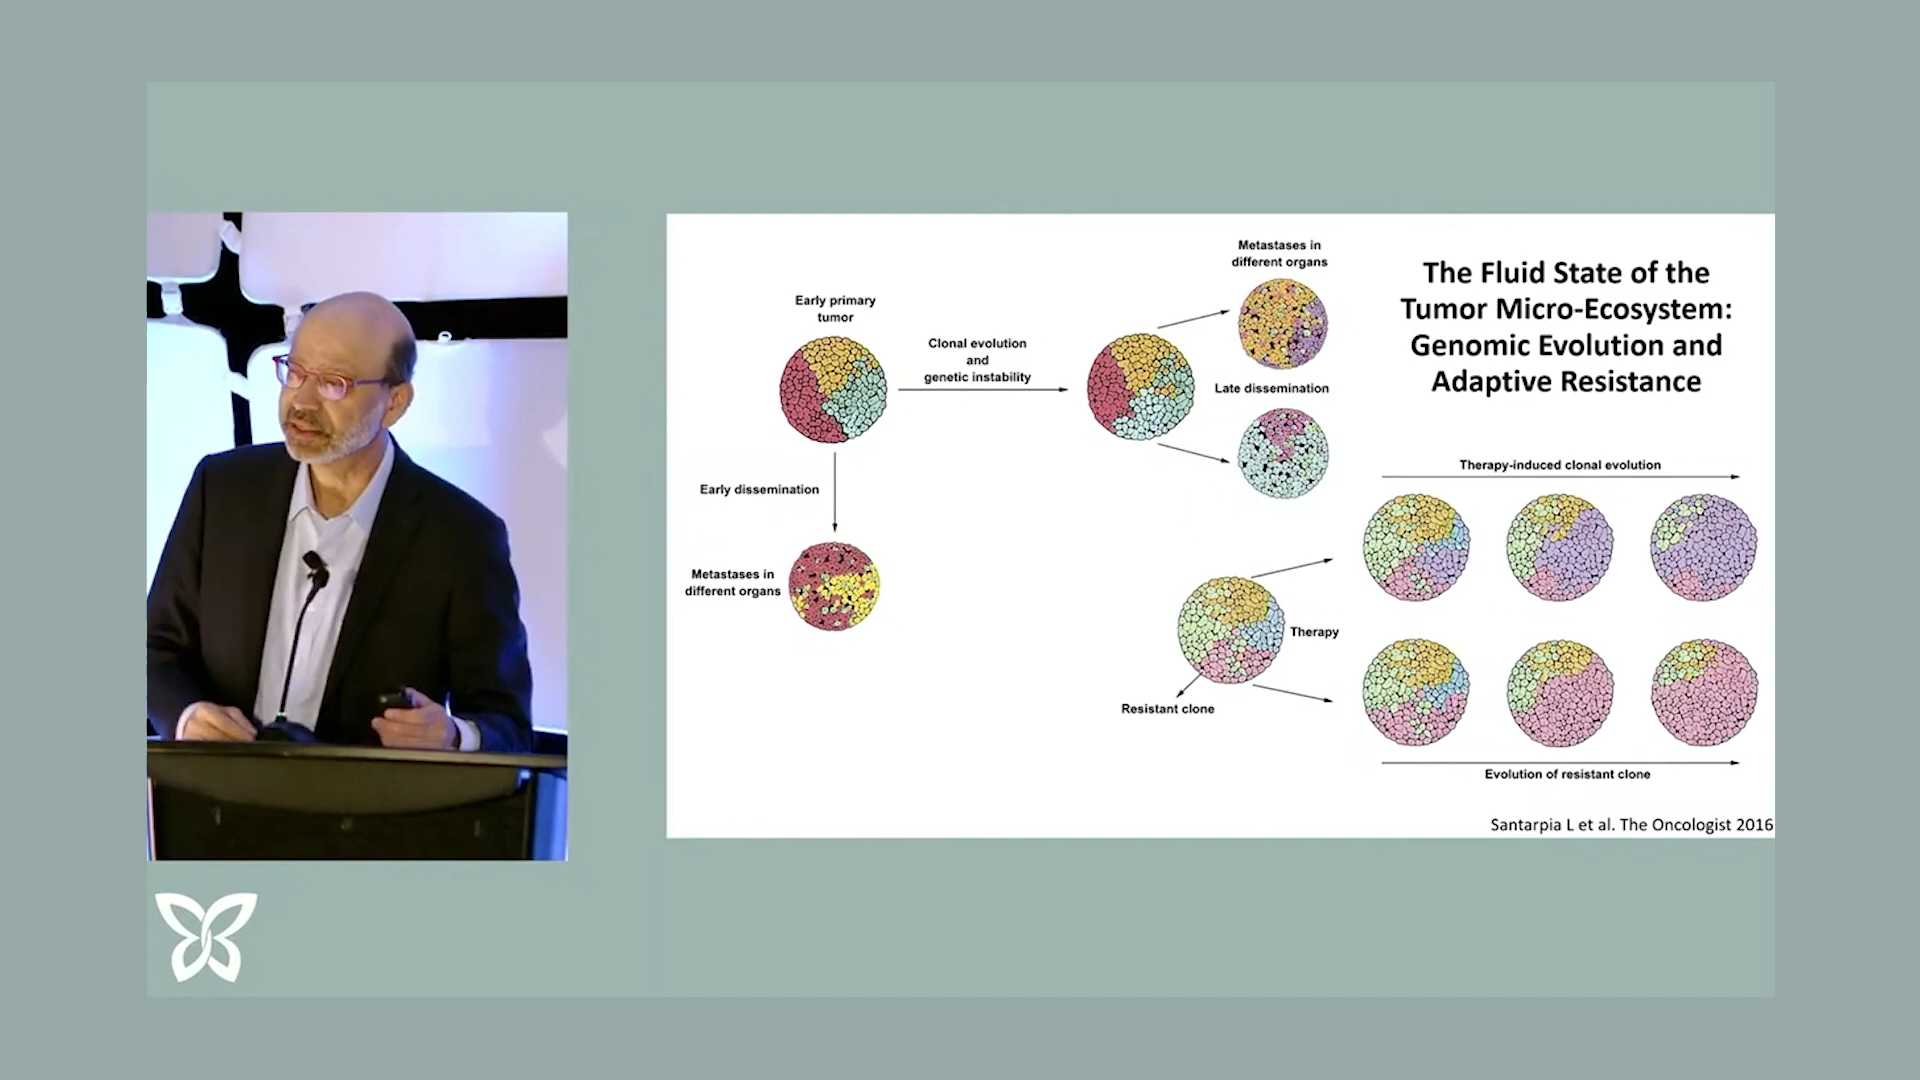 The Fluid State of the
Tumor Micro-Ecosystem:
Genomic Evolution and
Adaptive Resistance
Early primary
tumor
Clonal evolution
and
genetic instability
Metastases in
different organs
Late dissemination
Early dissemination
Metastases in
different organs
Therapy-induced clonal evolution
Therapy
Resistant clone
Evolution of resistant clone
Santarpia L et al. The Oncologist 2016